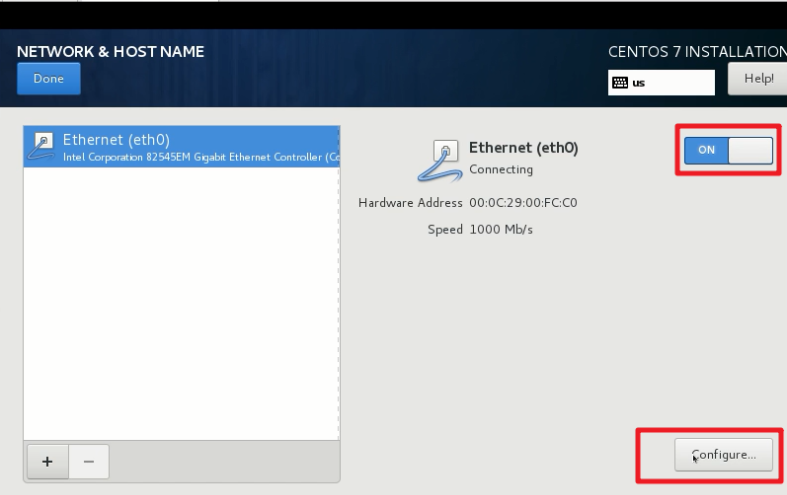 NETWORK & HOST NAME
CENTOS 7 INSTALLATION
Done
us
Help!
Ethernet (eth0)
Intel Corporation 82545EM Gigabit Ethernet Controller (Co
Ethernet (eth0)
Connecting
ON
Hardware Address 00:0C:29:00:FC:C0
Speed 1000 Mb/s
+ −
Configure...